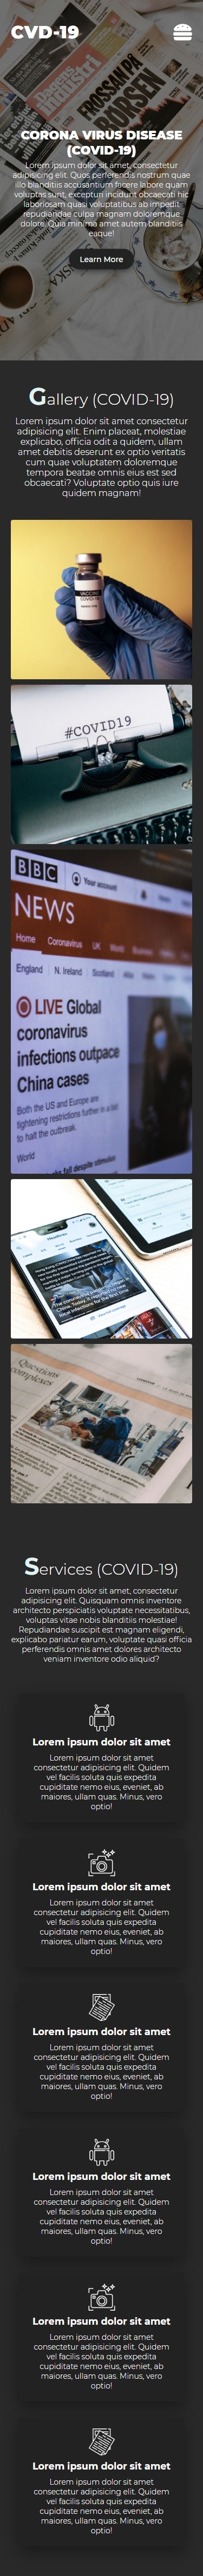 CVD-19
CORONA VIRUS DISEASE
(COVID-19)
Lorem ipsum dolor sit amet, consectetur
adipisicing elit. Quos perferendis nostrum quae
illo blanditiis accusantium facere labore quam
voluptas sunt, excepturi incidunt obcaecati hic
laboriosam quasi voluptatibus ab impedit
repudiandae culpa magnam doloremque
dolore. Quia minima amet autem blanditiis
eaque!
Learn More
Gallery (COVID-19)
Lorem ipsum dolor sit amet consectetur
adipisicing elit. Enim placeat, molestiae
explicabo, officia odit a quidem, ullam
amet debitis deserunt ex optio veritatis
cum quae voluptatem doloremque
tempora beatae omnis eius est sed
obcaecati? Voluptate optio quis iure
quidem magnam!
VACCINE
COVID-19
#COVID19
BBC
Your account
NEWS
Home Coronavirus UK World
England N. Ireland Scotland
LIVE Global
coronavirus
infections outpace
China cases
Both the US and Europe are
tightening restrictions further in a bid
to halt the outbreak.
World
Questions
complexes
Services (COVID-19)
Lorem ipsum dolor sit amet, consectetur
adipisicing elit. Quisquam omnis inventore
architecto perspiciatis voluptate necessitatibus,
voluptas vitae nobis blanditiis molestiae!
Repudiandae suscipit est magnam eligendi,
explicabo pariatur earum, voluptate quasi officia
perferendis omnis amet dolores architecto
veniam inventore odio aliquid?
Lorem ipsum dolor sit amet
Lorem ipsum dolor sit amet
consectetur adipisicing elit. Quidem
vel facilis soluta quis expedita
cupiditate nemo eius, eveniet, ab
maiores, ullam quas. Minus, vero
optio!
Lorem ipsum dolor sit amet
Lorem ipsum dolor sit amet
consectetur adipisicing elit. Quidem
vel facilis soluta quis expedita
cupiditate nemo eius, eveniet, ab
maiores, ullam quas. Minus, vero
optio!
Lorem ipsum dolor sit amet
Lorem ipsum dolor sit amet
consectetur adipisicing elit. Quidem
vel facilis soluta quis expedita
cupiditate nemo eius, eveniet, ab
maiores, ullam quas. Minus, vero
optio!
Lorem ipsum dolor sit amet
Lorem ipsum dolor sit amet
consectetur adipisicing elit. Quidem
vel facilis soluta quis expedita
cupiditate nemo eius, eveniet, ab
maiores, ullam quas. Minus, vero
optio!
Lorem ipsum dolor sit amet
Lorem ipsum dolor sit amet
consectetur adipisicing elit. Quidem
vel facilis soluta quis expedita
cupiditate nemo eius, eveniet, ab
maiores, ullam quas. Minus, vero
optio!
Lorem ipsum dolor sit amet
Lorem ipsum dolor sit amet
consectetur adipisicing elit. Quidem
vel facilis soluta quis expedita
cupiditate nemo eius, eveniet, ab
maiores, ullam quas. Minus, vero
optio!